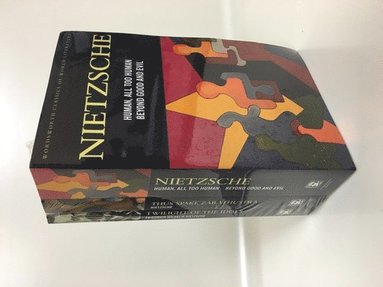 WORDSWORTH CLASSICS OF WORLD LITERATURE
NIETZSCHE
HUMAN, ALL TOO HUMAN
BEYOND GOOD AND EVIL
NIETZSCHE
HUMAN, ALL TOO HUMAN BEYOND GOOD AND EVIL
THUS SPAKE ZARATHUSTRA
NIETZSCHE
TWILIGHT OF THE IDOLS